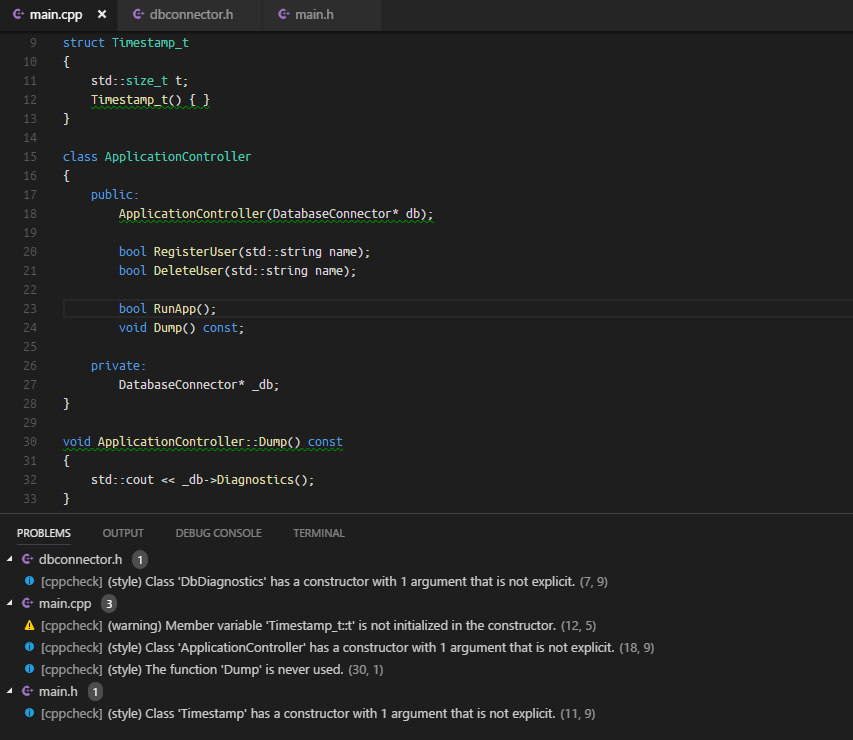 main.cpp × dbconnector.h main.h
9 struct Timestamp_t
10 {
11 std::size_t t;
12 Timestamp_t() { }
13 }
14
15 class ApplicationController
16 {
17 public:
18 ApplicationController(DatabaseConnector* db);
19
20 bool RegisterUser(std::string name);
21 bool DeleteUser(std::string name);
22
23 bool RunApp();
24 void Dump() const;
25
26 private:
27 DatabaseConnector* _db;
28 }
29
30 void ApplicationController::Dump() const
31 {
32 std::cout << _db->Diagnostics();
33 }
PROBLEMS OUTPUT DEBUG CONSOLE TERMINAL
dbconnector.h 1
[cppcheck] (style) Class 'DbDiagnostics' has a constructor with 1 argument that is not explicit. (7, 9)
main.cpp 3
[cppcheck] (warning) Member variable 'Timestamp_t::t' is not initialized in the constructor. (12, 5)
[cppcheck] (style) Class 'ApplicationController' has a constructor with 1 argument that is not explicit. (18, 9)
[cppcheck] (style) The function 'Dump' is never used. (30, 1)
main.h 1
[cppcheck] (style) Class 'Timestamp' has a constructor with 1 argument that is not explicit. (11, 9)